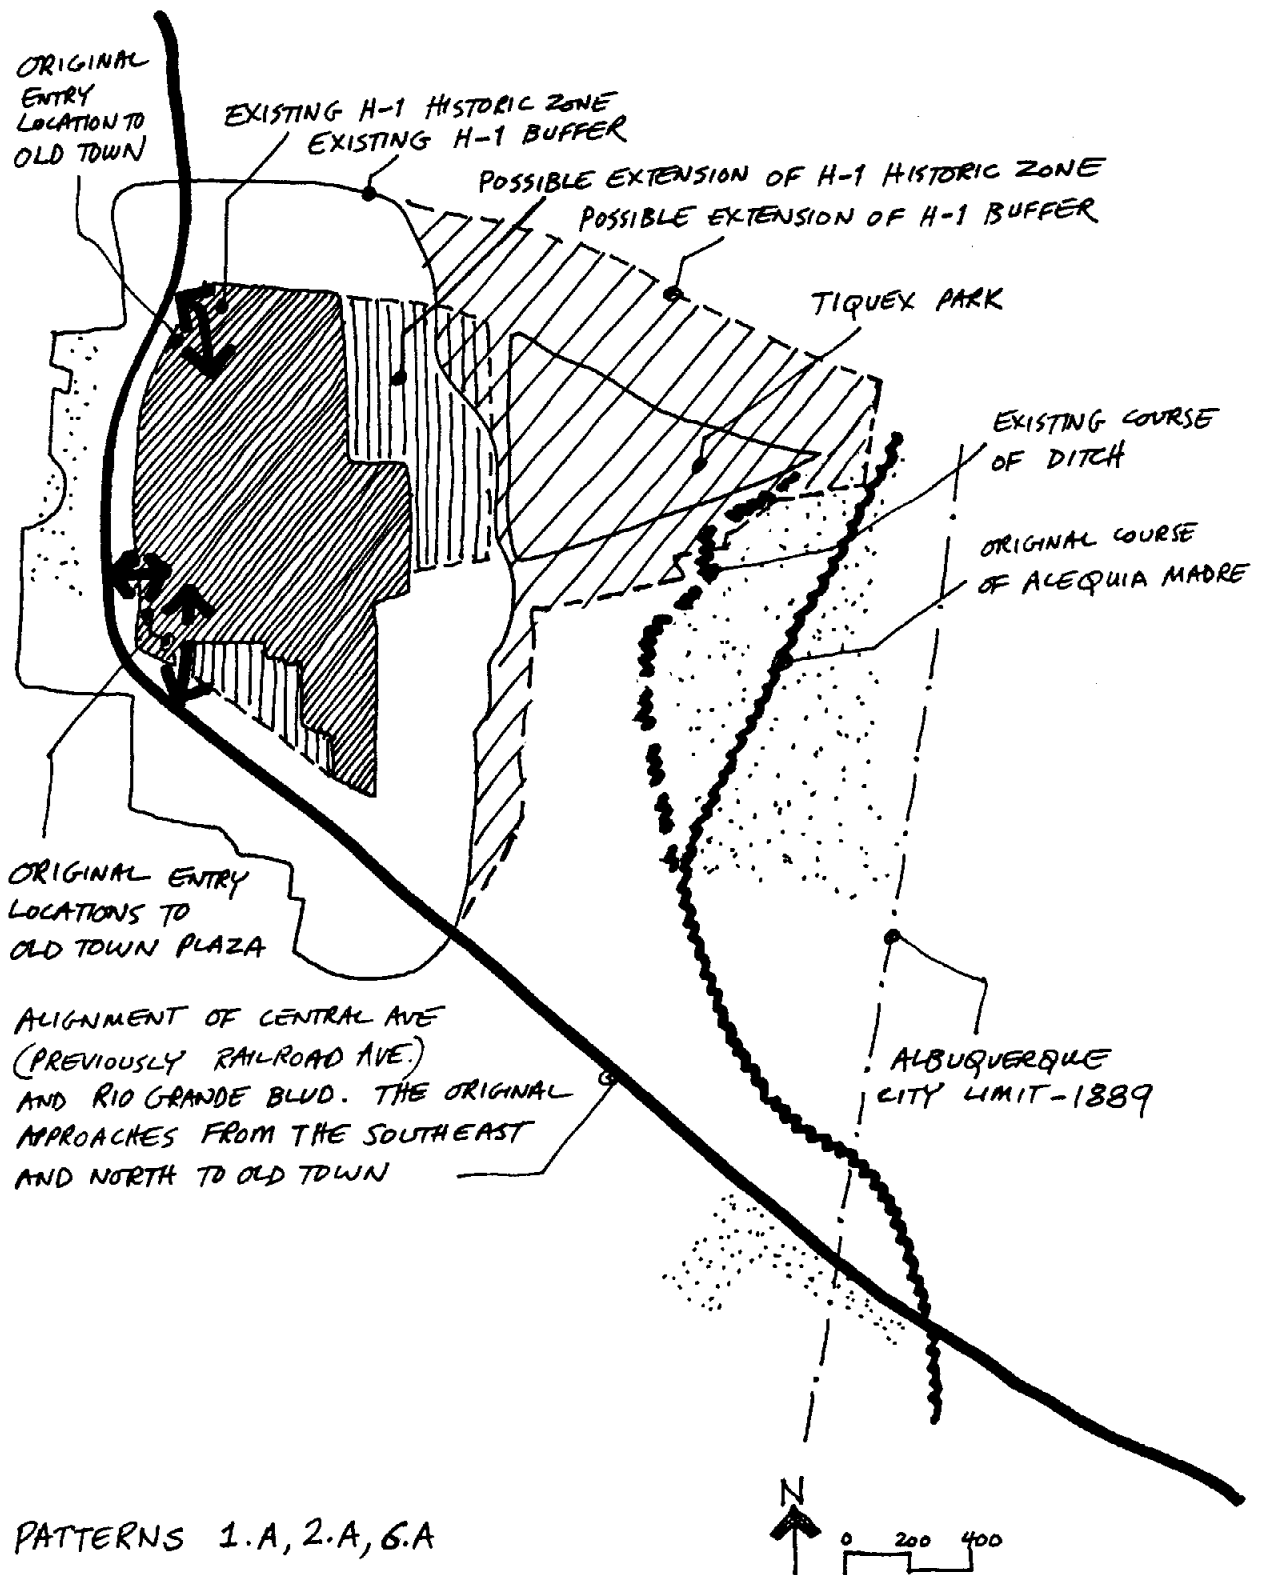 ORIGINAL
ENTRY
LOCATION TO
OLD TOWN
EXISTING H-1 HISTORIC ZONE
EXISTING H-1 BUFFER
POSSIBLE EXTENSION OF H-1 HISTORIC ZONE
POSSIBLE EXTENSION OF H-1 BUFFER
TIQUEX PARK
EXISTING COURSE
OF DITCH
ORIGINAL COURSE
OF ALEQUIA MADRE
ORIGINAL ENTRY
LOCATIONS TO
OLD TOWN PLAZA
ALIGNMENT OF CENTRAL AVE
(PREVIOUSLY RAILROAD AVE.)
AND RIO GRANDE BLVD. THE ORIGINAL
APPROACHES FROM THE SOUTHEAST
AND NORTH TO OLD TOWN
ALBUQUERQUE
CITY LIMIT-1889
PATTERNS 1.A, 2.A, 6.A
N
0 200 400